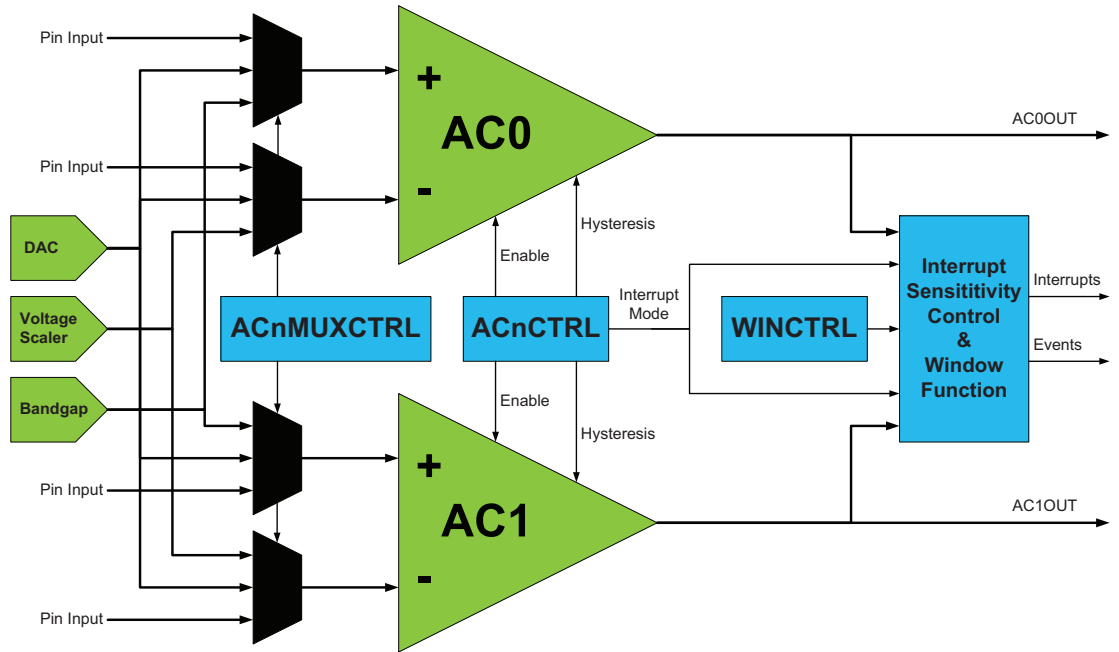 Pin Input
+
AC0
-
AC0OUT
Pin Input
DAC
Hysteresis
Enable
Voltage
Scaler
ACnMUXCTRL
ACnCTRL
Interrupt
Mode
WINCTRL
Interrupt
Sensititivity
Control
&
Window
Function
Interrupts
Events
Bandgap
Enable
Hysteresis
+
AC1
-
Pin Input
AC1OUT
Pin Input